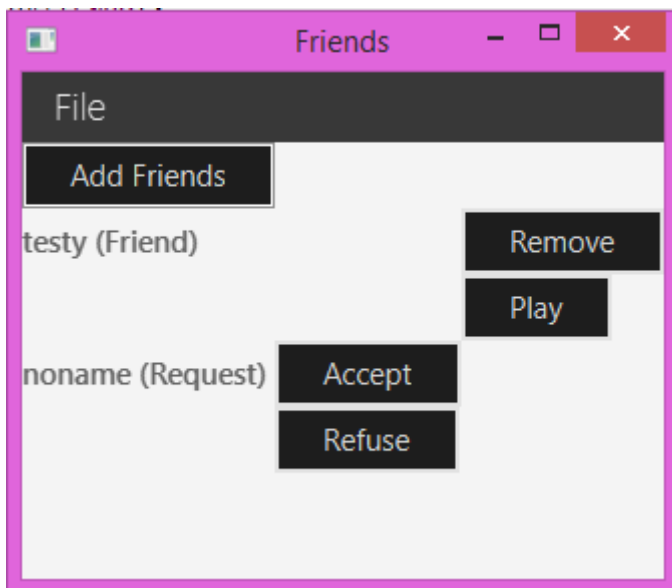 Friends
File
Add Friends
testy (Friend) Remove
Play
noname (Request) Accept
Refuse